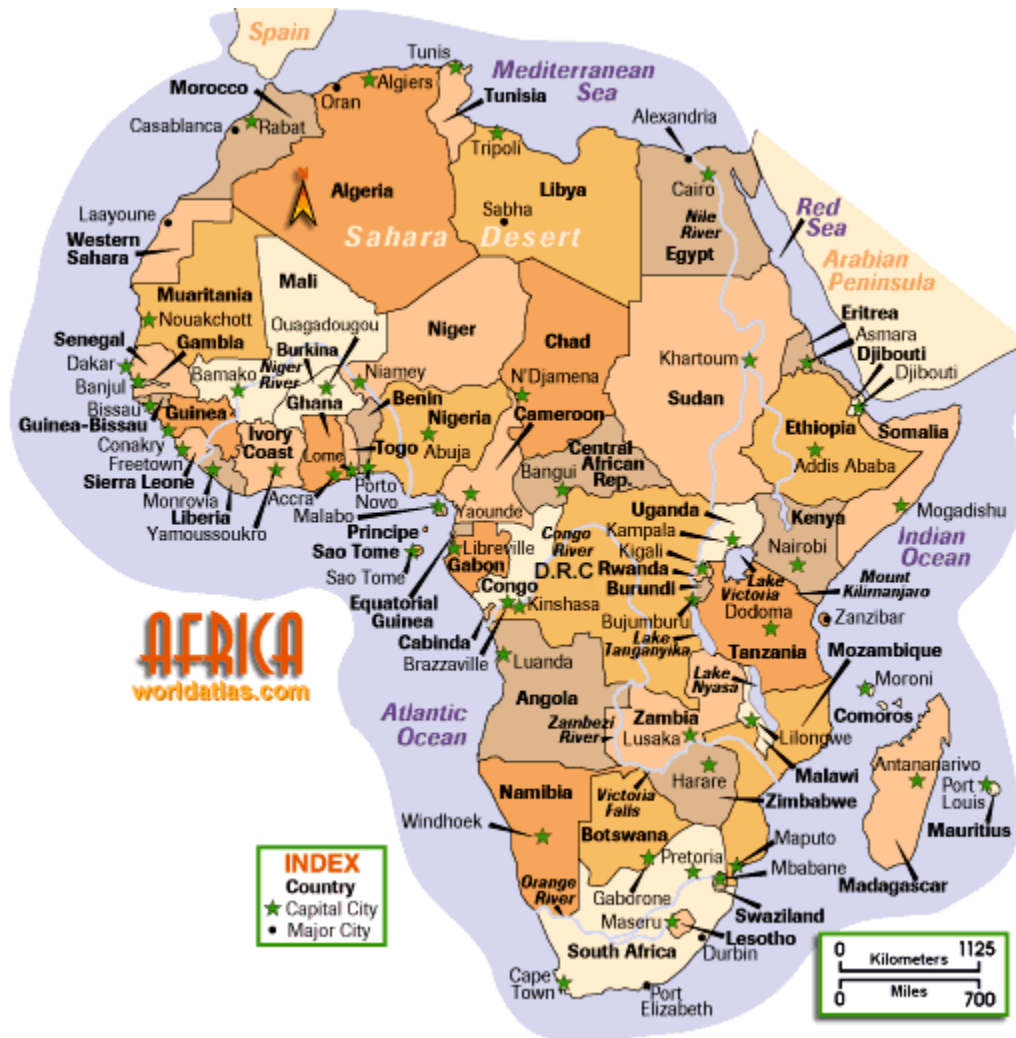 Spain
Tunis
Mediterranean
Sea
Algiers
Oran
Morocco
Tunisia
Casablanca
Rabat
Alexandria
Tripoli
Cairo
N
Algeria
Libya
Laayoune
Sabha
Nile
River
Red
Sea
Western
Sahara
Sahara Desert
Egypt
Arabian
Peninsula
Mali
Muaritania
Nouakchott
Ouagadougou
Niger
Chad
Eritrea
Asmara
Senegal
Gambia
Burkina
Khartoum
Djibouti
Djibouti
Dakar
Bamako
Niger
River
Niamey
N'Djamena
Banjul
Ghana
Benin
Sudan
Bissau
Guinea
Nigeria
Cameroon
Guinea-Bissau
Ivory
Coast
Togo
Ethiopia
Somalia
Conakry
Lome
Abuja
Central
African
Rep.
Addis Ababa
Freetown
Sierra Leone
Bangui
Monrovia
Accra
Porto
Novo
Liberia
Yamoussoukro
Malabo
Yaounde
Uganda
Kenya
Mogadishu
Principe
Congo
River
Kampala
Indian
Ocean
Sao Tome
Libreville
Kigali
Nairobi
Sao Tome
Gabon
D.R.C
Rwanda
Lake
Victoria
Mount
Kilimanjaro
Congo
Burundi
Equatorial
Guinea
Kinshasa
Dodoma
Zanzibar
Cabinda
Bujumburu
Lake
Tanganyika
Brazzaville
Tanzania
Mozambique
AFRICA
worldatlas.com
Luanda
Lake
Nyasa
Moroni
Angola
Comoros
Atlantic
Ocean
Zambezi
River
Zambia
Lusaka
Lilongwe
Antananarivo
Malawi
Port
Louis
Harare
Namibia
Victoria
Falls
Zimbabwe
Mauritius
Windhoek
Botswana
Maputo
Pretoria
Mbabane
Madagascar
Orange
River
Gaborone
Swaziland
Maseru
Lesotho
South Africa
Durbin
Cape
Town
Port
Elizabeth
INDEX
Country
Capital City
Major City
0 1125
Kilometers
Miles
0 700